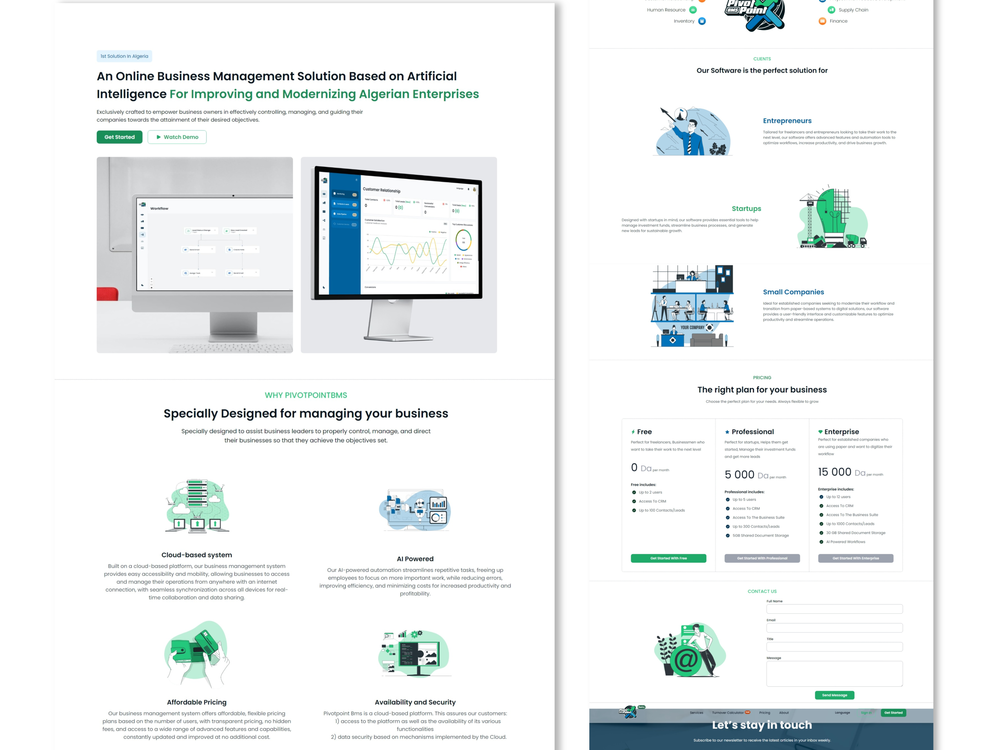 1st Solution In Algeria
An Online Business Management Solution Based on Artificial
Intelligence For Improving and Modernizing Algerian Enterprises
Exclusively crafted to empower business owners in effectively controlling, managing, and guiding their
companies towards the attainment of their desired objectives.
Get Started
Watch Demo
Workflow
Customer Relationship
WHY PIVOTPOINTBMS
Specially Designed for managing your business
Specially designed to assist business leaders to properly control, manage, and direct
their businesses so that they achieve the objectives set.
Cloud-based system
Built on a cloud-based platform, our business management system
provides easy accessibility and mobility, allowing businesses to access
and manage their operations from anywhere with an internet
connection, with seamless synchronization across all devices for real-
time collaboration and data sharing.
AI Powered
Our AI-powered automation streamlines repetitive tasks, freeing up
employees to focus on more important work, while reducing errors,
improving efficiency, and minimizing costs for increased productivity and
profitability.
Affordable Pricing
Our business management system offers affordable, flexible pricing
plans based on the number of users, with transparent pricing, no hidden
fees, and access to a wide range of advanced features and capabilities,
constantly updated and improved at no additional cost.
Availability and Security
Pivotpoint Bms is a cloud-based platform. This assures our customers:
1) access to the platform as well as the availability of its various
functionalities
2) data security based on mechanisms implemented by the Cloud.
Human Resource
Inventory
Pivot
BMS
Point
X
Supply Chain
Finance
CLIENTS
Our Software is the perfect solution for
Entrepreneurs
Tailored for freelancers and entrepreneurs looking to take their work to the
next level, our software offers advanced features and automation tools to
optimise workflows, increase productivity, and drive business growth.
Startups
Designed with startups in mind, our software provides essential tools to help
manage investment funds, streamline business processes, and generate
new leads for sustainable growth.
YOUR COMPANY
Small Companies
Ideal for established companies seeking to modernise their workflow and
transition from paper-based systems to digital solutions, our software
provides a user-friendly interface and customizable features to optimise
productivity and streamline operations.
PRICING
The right plan for your business
Choose the perfect plan for your needs. Always flexible to grow
Free
Perfect for freelancers, Businessmen who
want to take their work to the next level
0 Da per month
Free Includes:
Up to 2 users
Access To CRM
Up to 100 Contacts/Leads
Get Started With Free
Professional
Perfect for startups, Helps them get
started, Manage their investment funds
and get more leads
5 000 Da per month
Professional Includes:
Up to 5 users
Access To CRM
Access To The Business Suite
Up to 300 Contacts/Leads
5GB Shared Document Storage
Get Started With Professional
Enterprise
Perfect for established companies who
are using paper and want to digitize their
workflow
15 000 Da per month
Enterprise Includes:
Up to 12 users
Access To CRM
Access To The Business Suite
Up to 1000 Contacts/Leads
20 GB Shared Document Storage
AI-Powered Workflows
Get Started With Enterprise
CONTACT US
Full Name
Email
Title
Message
Send Message
Services
Turnover Calculator
Pricing
About
Language
Sign In
Get Started
Let's stay in touch
Subscribe to our newsletter to receive the latest articles in your inbox weekly.